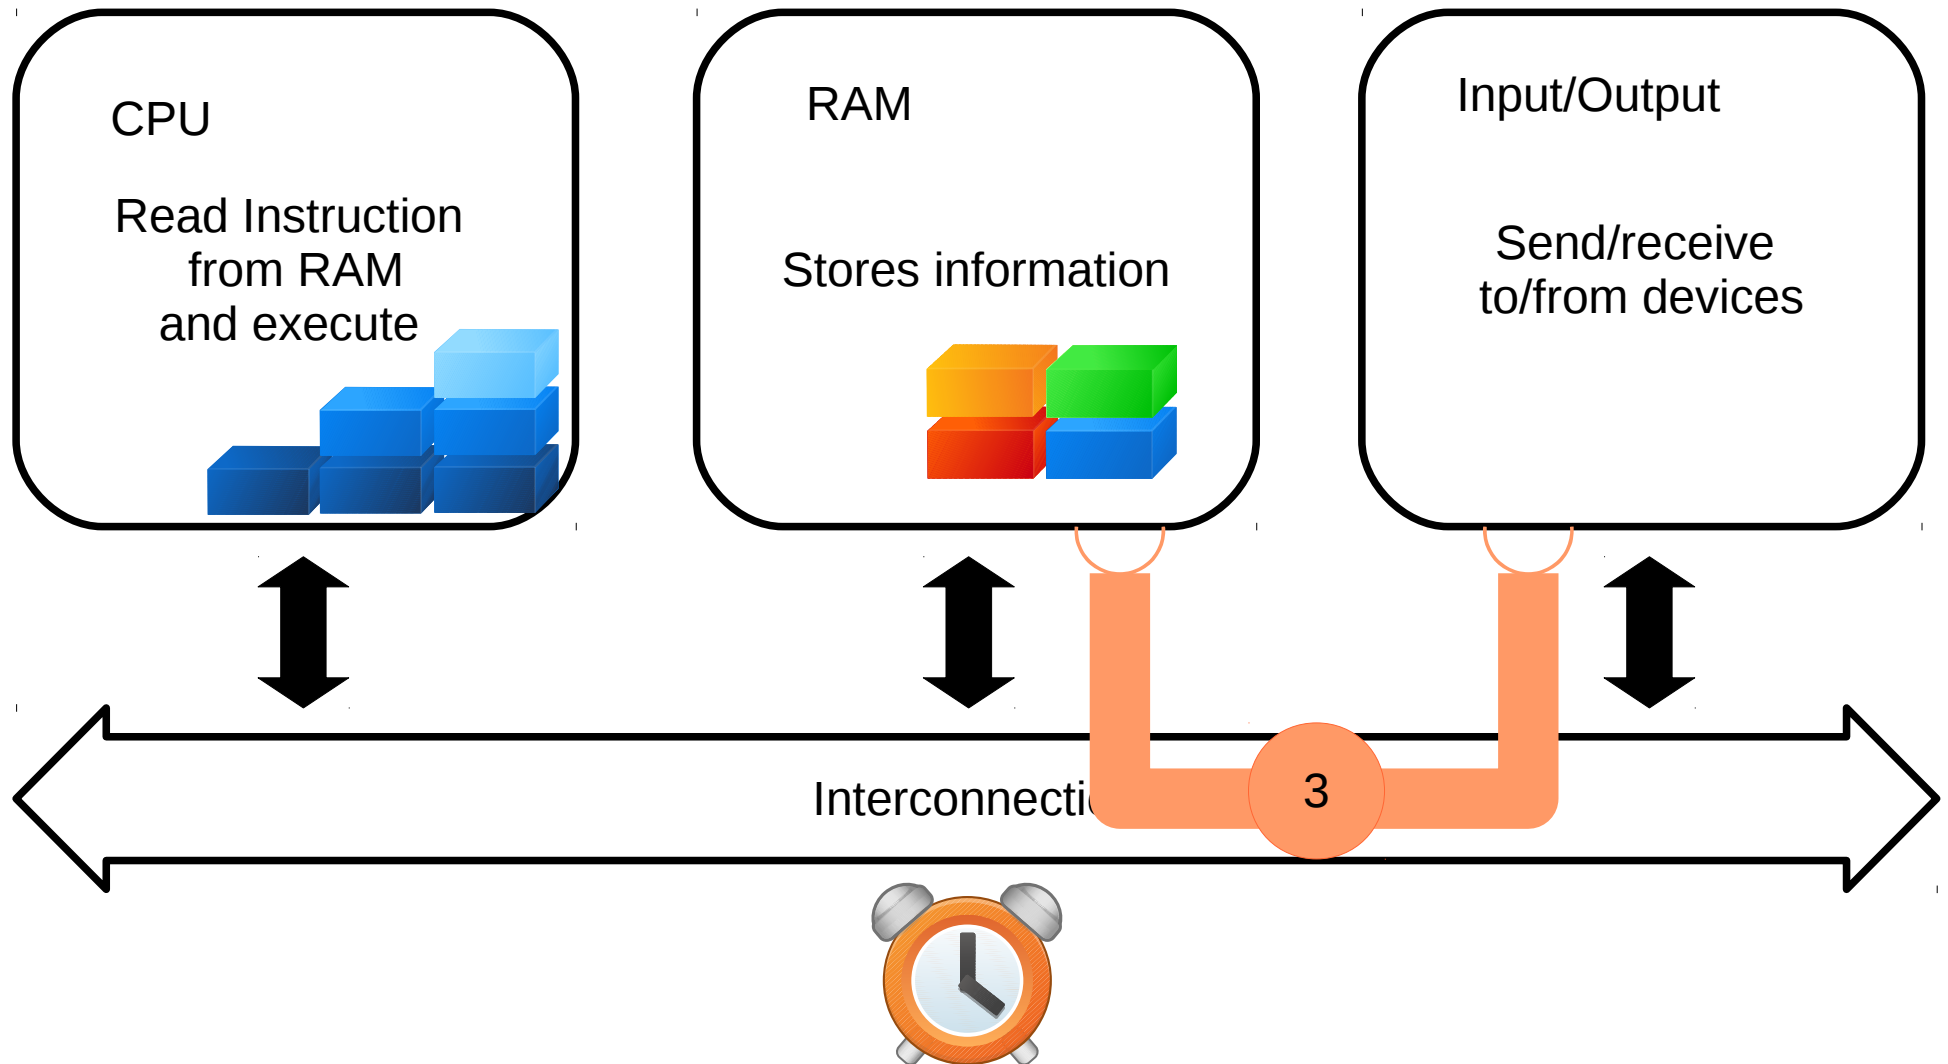 CPU
Read Instruction
from RAM
and execute
RAM
Stores information
Input/Output
Send/receive
to/from devices
3